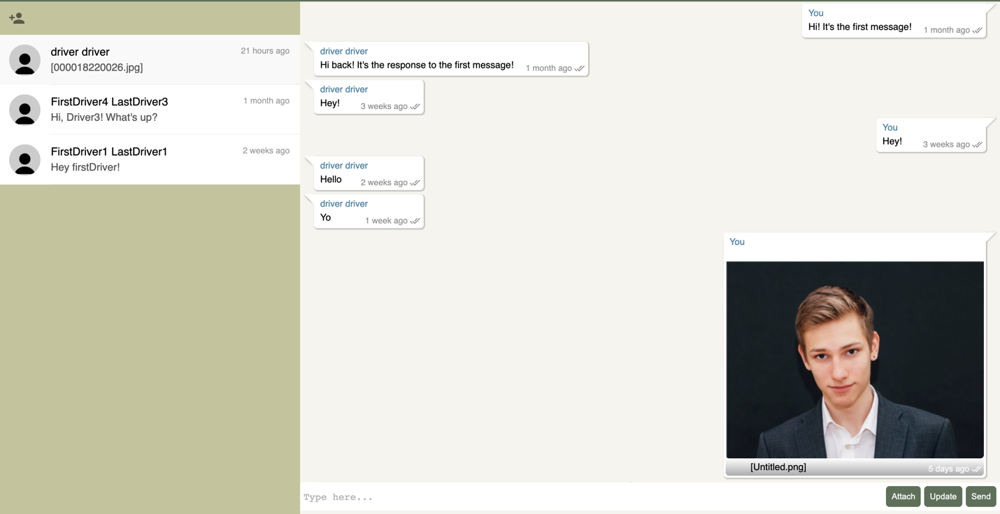 driver driver
21 hours ago
[000018220026.jpg]
FirstDriver4 LastDriver3
1 month ago
Hi, Driver3! What's up?
FirstDriver1 LastDriver1
2 weeks ago
Hey firstDriver!
You
Hi! It's the first message!
1 month ago
driver driver
Hi back! It's the response to the first message!
1 month ago
driver driver
Hey!
3 weeks ago
You
Hey!
3 weeks ago
driver driver
Hello
2 weeks ago
driver driver
Yo
1 week ago
You
[Untitled.png]
5 days ago
Type here...
Attach
Update
Send